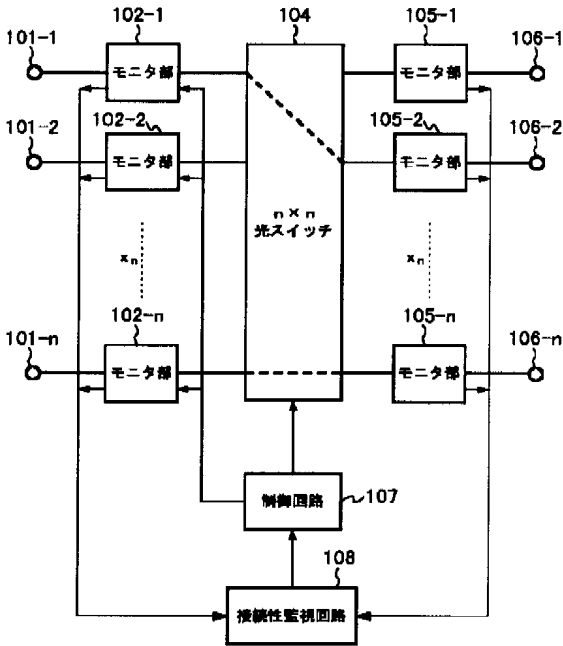 102-1 104 105-1
101-1 106-1
モニタ部 モニタ部
101-2 102-2 105-2 106-2
モニタ部 モニタ部
n×n
光スイッチ
xn xn
101-n 102-n 105-n 106-n
モニタ部 モニタ部
制御回路 107
108
接続性監視回路